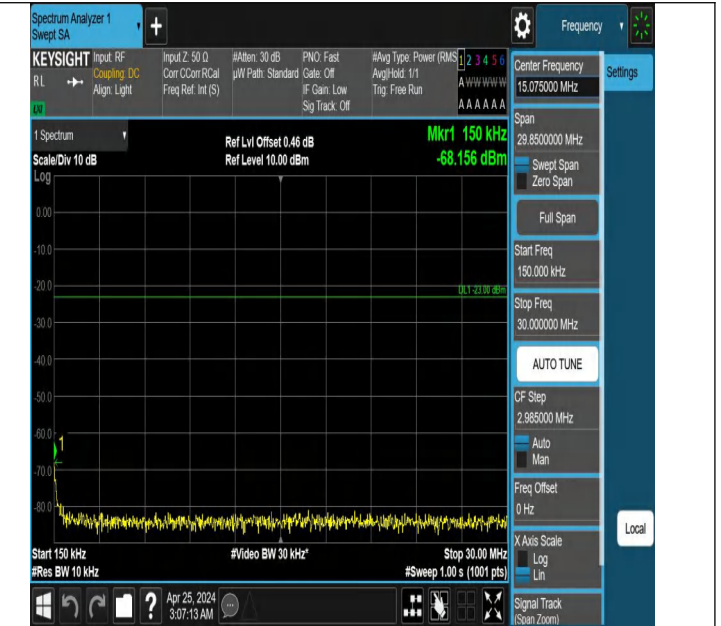 Spectrum Analyzer 1
Swept SA
+
Frequency
KEYSIGHT
RL
LXI
Input: RF
Coupling: DC
Align: Light
Input Z: 50 Ω
Corr CCorr RCal
Freq Ref: Int (S)
#Atten: 30 dB
µW Path: Standard
PNO: Fast
Gate: Off
IF Gain: Low
Sig Track: Off
#Avg Type: Power (RMS
Avg|Hold: 1/1
Trig: Free Run
1 2 3 4 5 6
A W W W W W
A A A A A A
1 Spectrum
Scale/Div 10 dB
Log
Ref Lvl Offset 0.46 dB
Ref Level 10.00 dBm
Mkr1 150 kHz
-68.156 dBm
0.00
-10.0
-20.0
DL1 -23.00 dBm
-30.0
-40.0
-50.0
-60.0
1
-70.0
-80.0
Start 150 kHz
#Res BW 10 kHz
#Video BW 30 kHz*
Stop 30.00 MHz
#Sweep 1.00 s (1001 pts)
Center Frequency
15.075000 MHz
Settings
Span
29.8500000 MHz
Swept Span
Zero Span
Full Span
Start Freq
150.000 kHz
Stop Freq
30.000000 MHz
AUTO TUNE
CF Step
2.985000 MHz
Auto
Man
Freq Offset
0 Hz
X Axis Scale
Log
Lin
Local
Signal Track
(Span Zoom)
?
Apr 25, 2024
3:07:13 AM